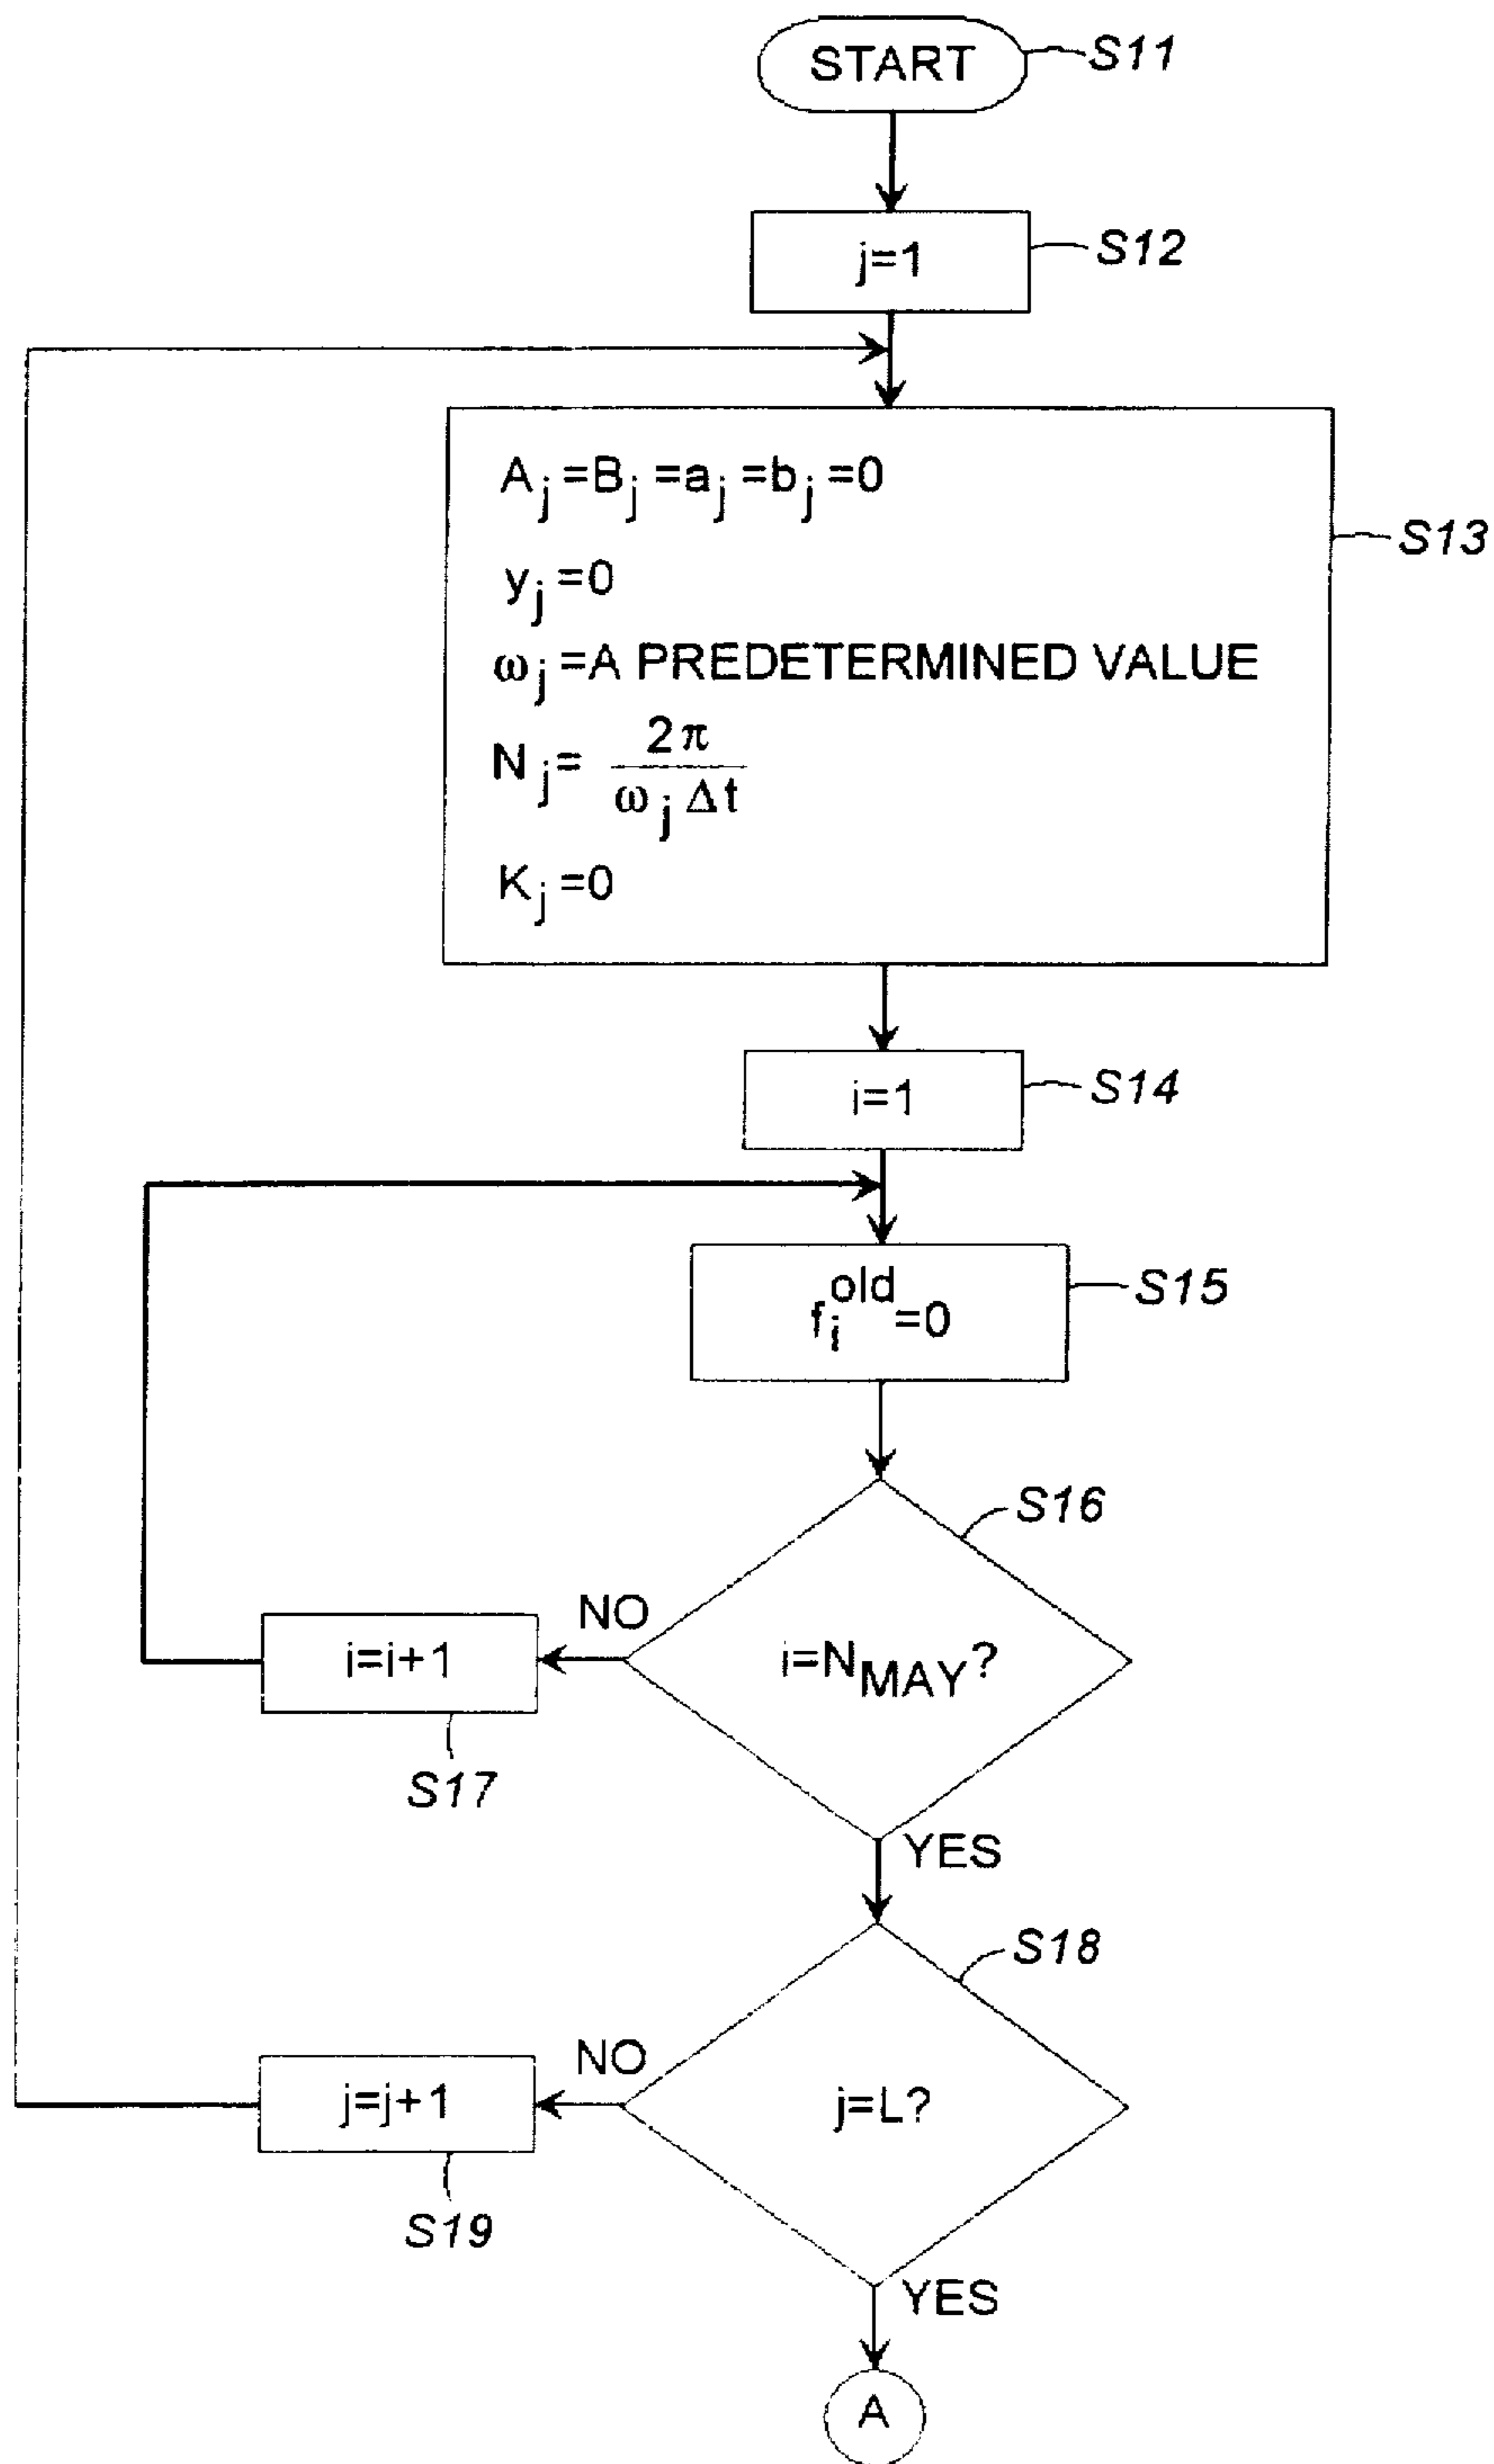 START
S11
j=1
S12
A_j=B_j=a_j=b_j=0
y_j=0
ω_j=A PREDETERMINED VALUE
N_j= 2π / ω_j Δt
K_j=0
S13
i=1
S14
f_i^old=0
S15
S16
i=N_MAY?
NO
i=i+1
S17
YES
S18
j=L?
NO
j=j+1
S19
YES
A